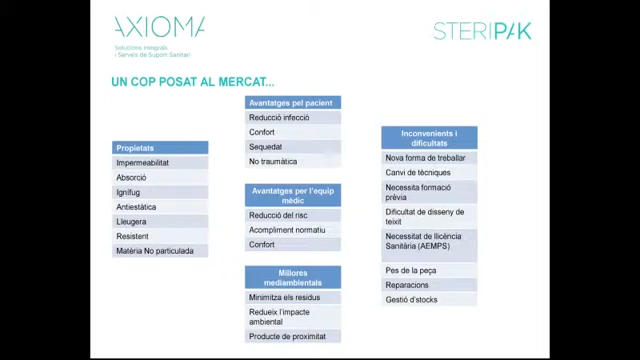 AXIOMA
Solucions Integrals
i Serveis de Suport Sanitari
STERIPAK
UN COP POSAT AL MERCAT...
Propietats
Impermeabilitat
Absorció
Ignífug
Antiestàtica
Lleugera
Resistent
Matèria No particulada
Avantatges pel pacient
Reducció infecció
Confort
Sequedat
No traumàtica
Avantatges per l'equip
mèdic
Reducció del risc
Acompliment normatiu
Confort
Millores
mediambientals
Minimitza els residus
Redueix l'impacte
ambiental
Producte de proximitat
Inconvenients i
dificultats
Nova forma de treballar
Canvi de tècniques
Necessita formació
prèvia
Dificultat de disseny de
teixit
Necessitat de llicència
Sanitària (AEMPS)
Pes de la peça
Reparacions
Gestió d'stocks